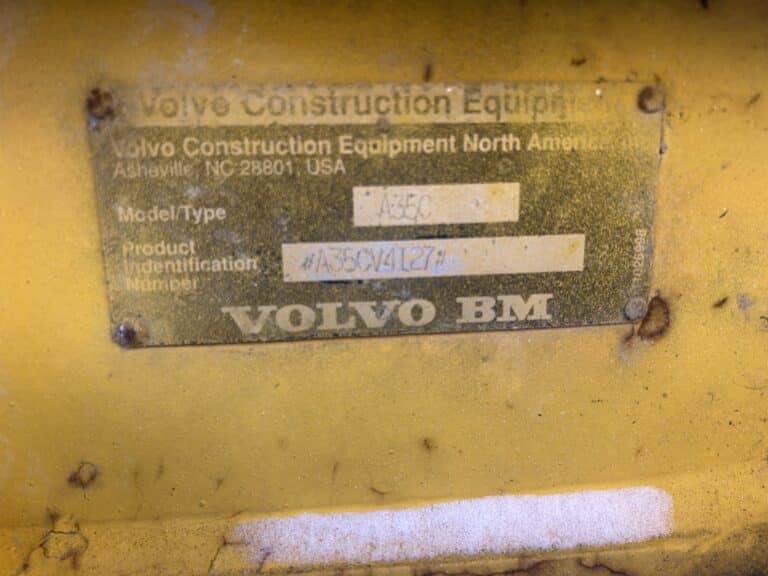 Volvo Construction Equipment
Volvo Construction Equipment North America, Inc.
Asheville, NC 28801, USA
Model/Type
A35C
Product
Indentification
Number
#A35CV4127#
VOLVO BM